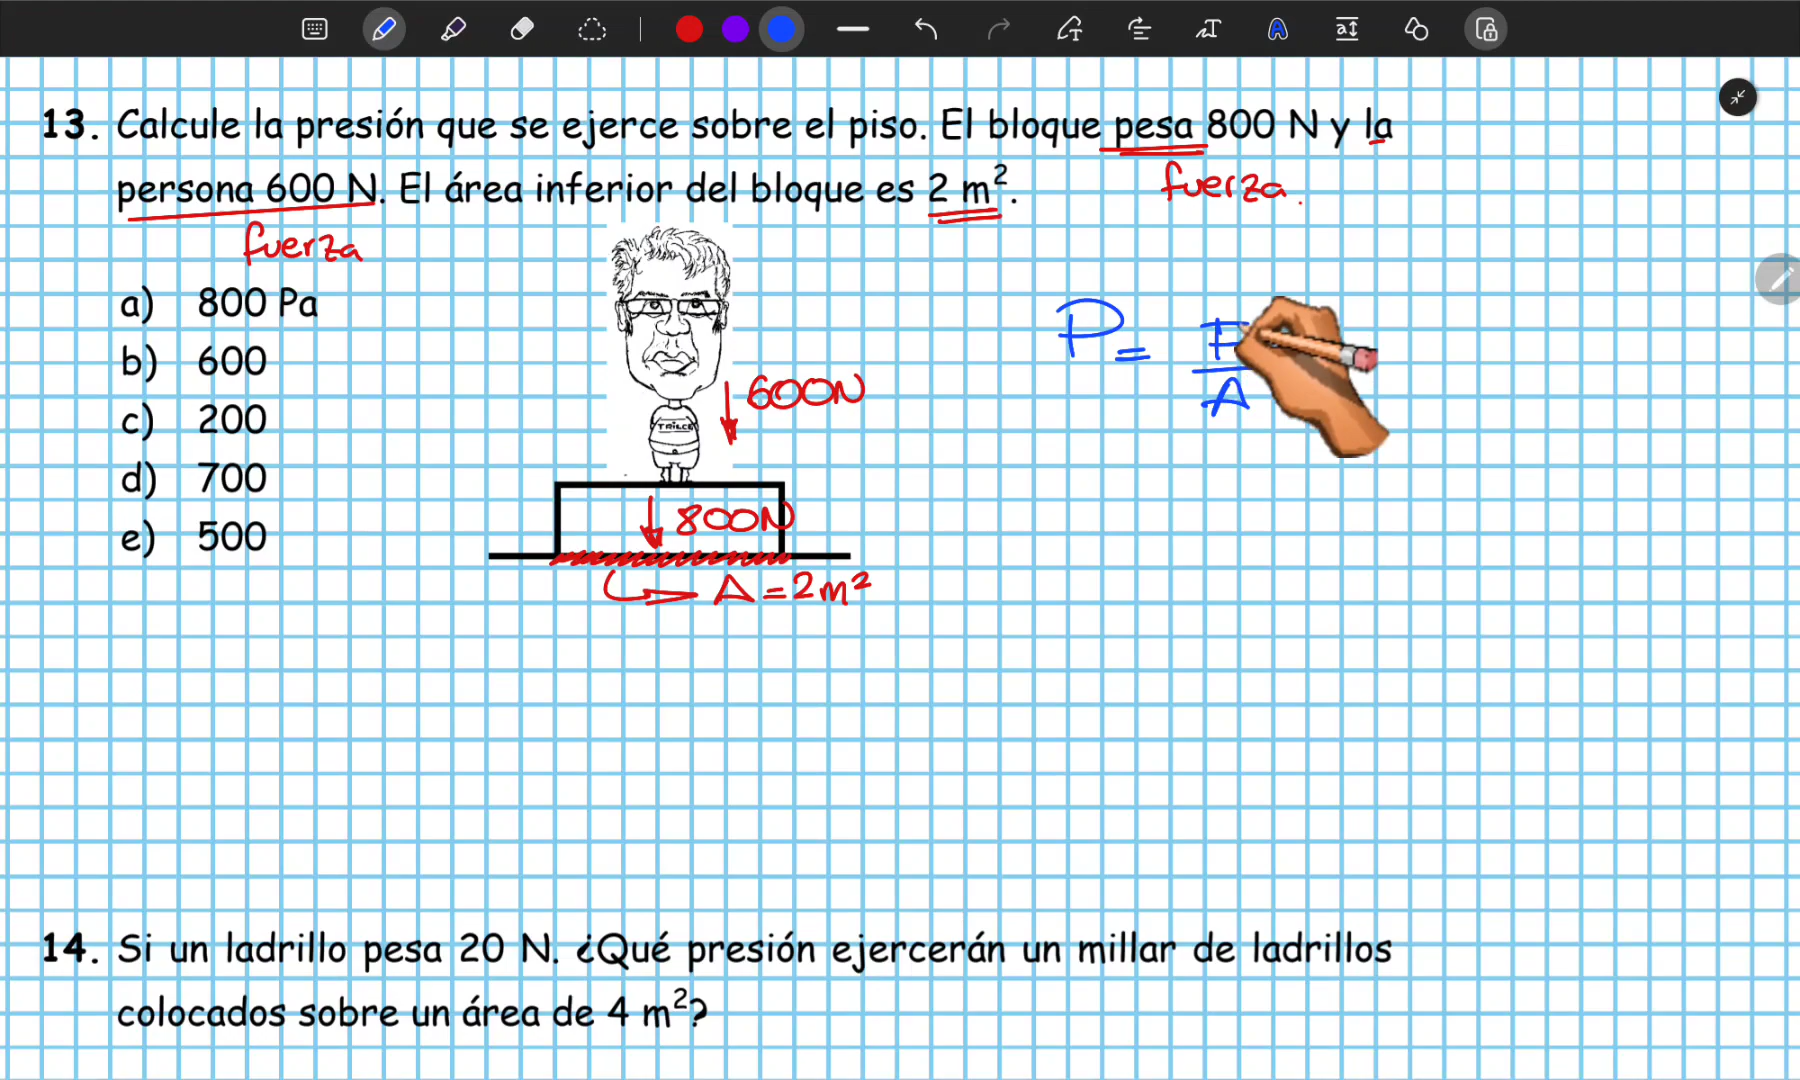 13. Calcule la presión que se ejerce sobre el piso. El bloque pesa 800 N y la
persona 600 N. El área inferior del bloque es 2 m².
fuerza.
fuerza
a) 800 Pa
b) 600
c) 200
d) 700
e) 500
TRILCE
600N
800N
A = 2m²
P = F
A
14. Si un ladrillo pesa 20 N. ¿Qué presión ejercerán un millar de ladrillos
colocados sobre un área de 4 m²?